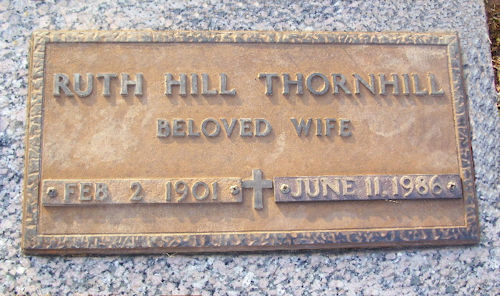 RUTH HILL THORNHILL
BELOVED WIFE
FEB 2 1901 JUNE 11, 1986